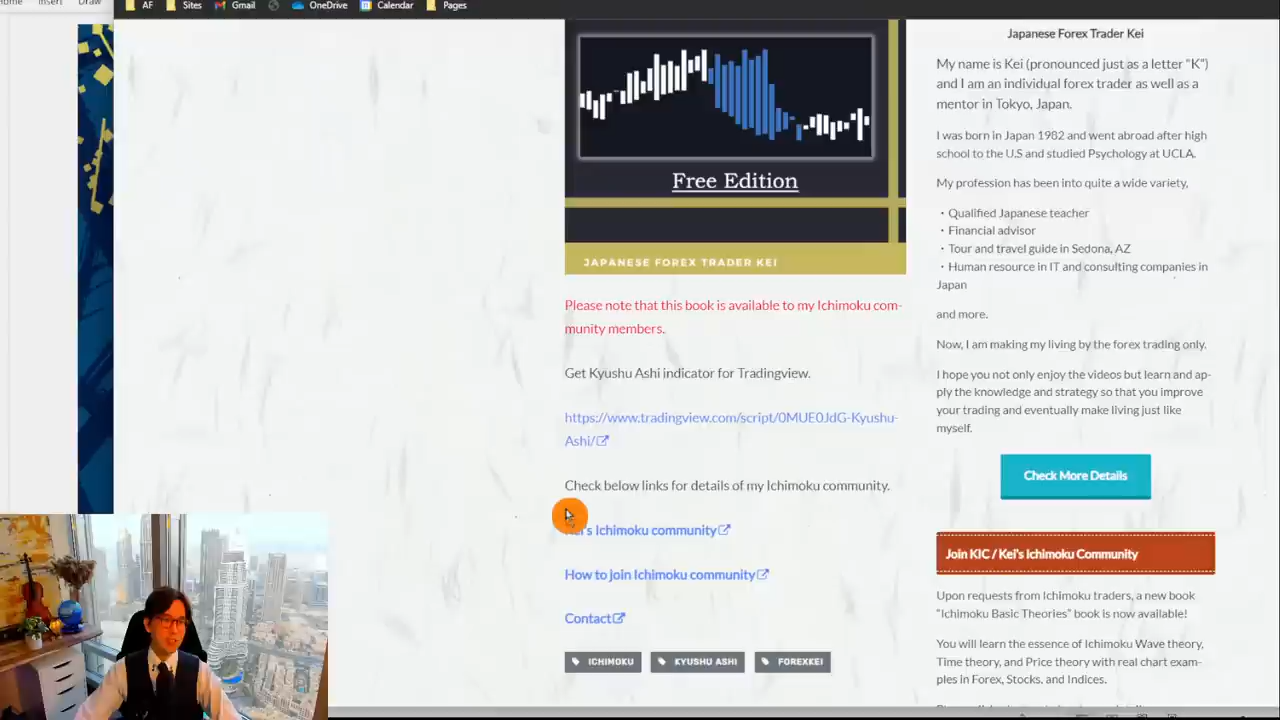 Insert
Draw
AF
Sites
Gmail
OneDrive
Calendar
Pages
Free Edition
JAPANESE FOREX TRADER KEI
Please note that this book is available to my Ichimoku com-
munity members.
Get Kyushu Ashi indicator for Tradingview.
https://www.tradingview.com/script/0MUE0JdG-Kyushu-
Ashi/
Check below links for details of my Ichimoku community.
Ichimoku community
How to join Ichimoku community
Contact
ICHIMOKU
KYUSHU ASHI
FOREXKEI
Japanese Forex Trader Kei
My name is Kei (pronounced just as a letter "K")
and I am an individual forex trader as well as a
mentor in Tokyo, Japan.
I was born in Japan 1982 and went abroad after high
school to the U.S and studied Psychology at UCLA.
My profession has been into quite a wide variety,
・Qualified Japanese teacher
・Financial advisor
・Tour and travel guide in Sedona, AZ
・Human resource in IT and consulting companies in
Japan
and more.
Now, I am making my living by the forex trading only.
I hope you not only enjoy the videos but learn and ap-
ply the knowledge and strategy so that you improve
your trading and eventually make living just like
myself.
Check More Details
Join KIC / Kei's Ichimoku Community
Upon requests from Ichimoku traders, a new book
"Ichimoku Basic Theories" book is now available!
You will learn the essence of Ichimoku Wave theory,
Time theory, and Price theory with real chart exam-
ples in Forex, Stocks, and Indices.